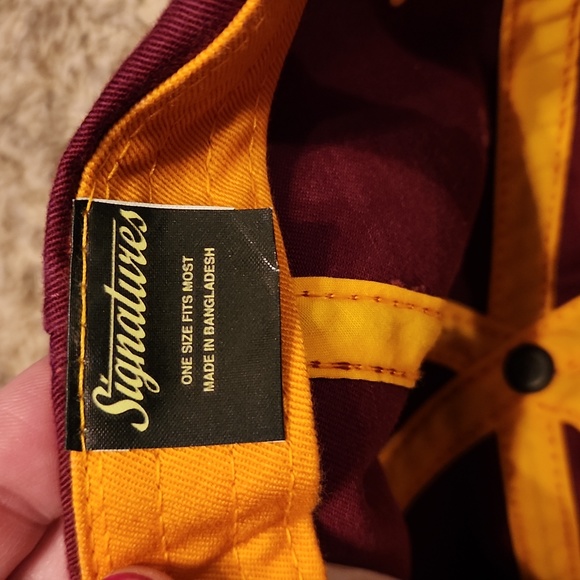 Signatures
ONE SIZE FITS MOST
MADE IN BANGLADESH